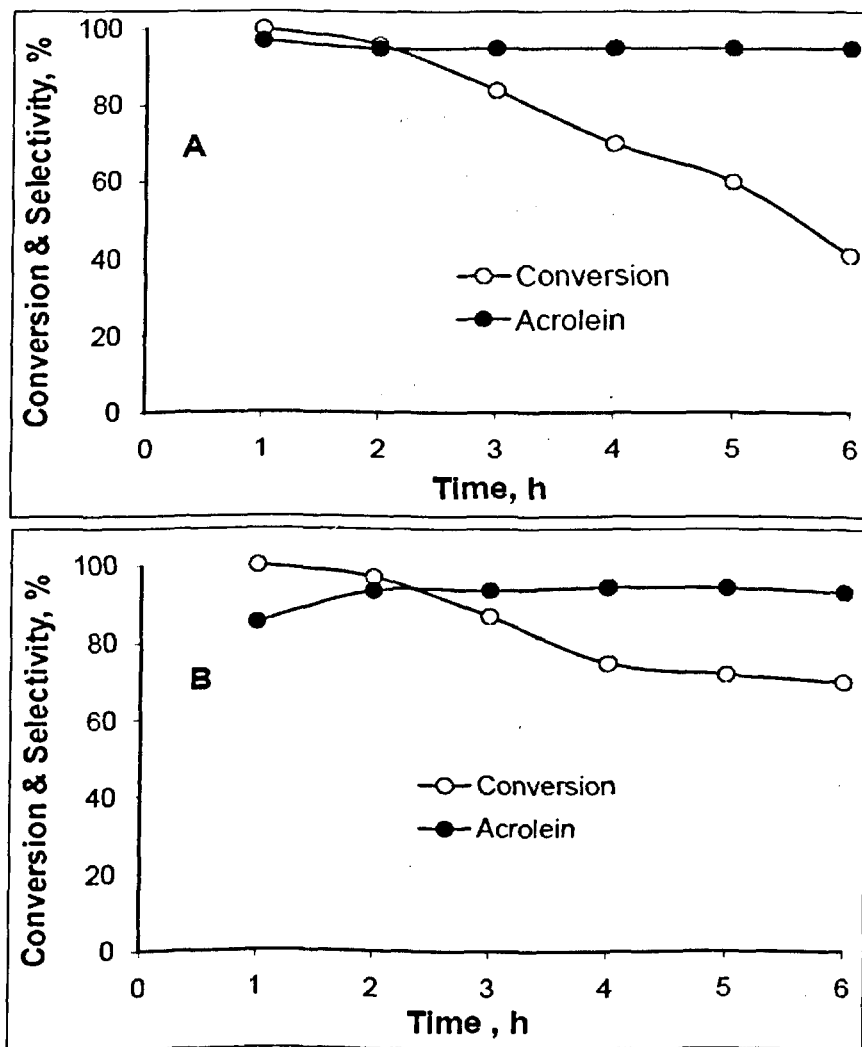 Conversion & Selectivity, %
100
80
60
40
20
0
A
Conversion
Acrolein
0 1 2 3 4 5 6
Time, h
Conversion & Selectivity, %
100
80
60
40
20
0
B
Conversion
Acrolein
0 1 2 3 4 5 6
Time , h